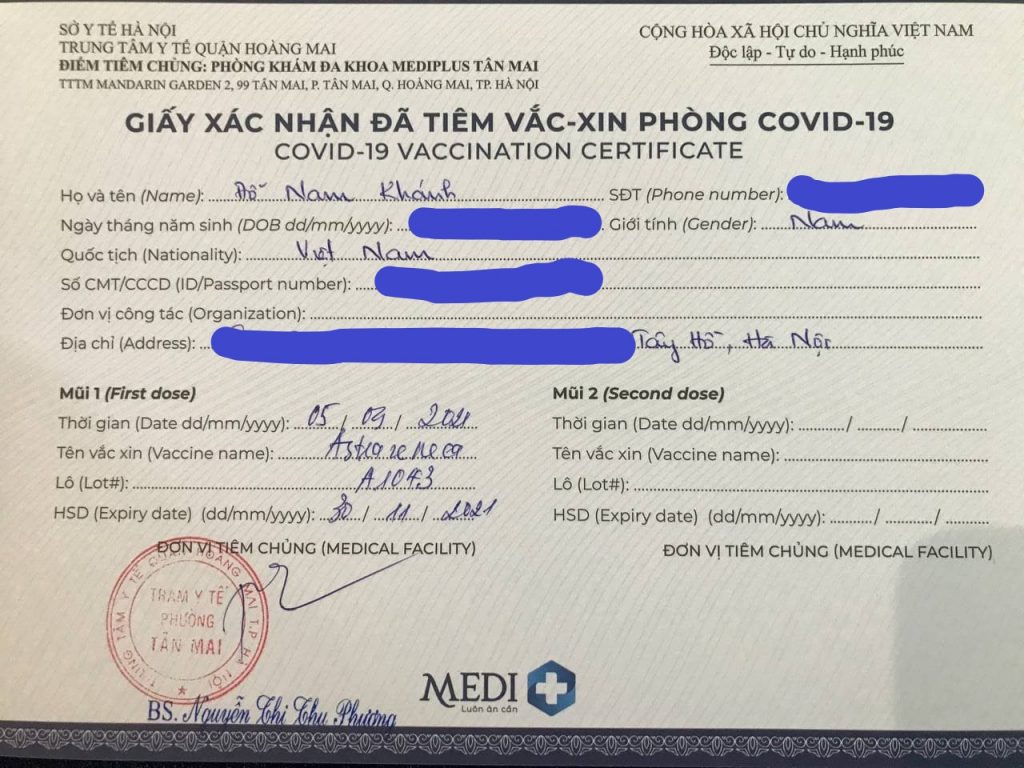 SỞ Y TẾ HÀ NỘI
TRUNG TÂM Y TẾ QUẬN HOÀNG MAI
ĐIỂM TIÊM CHỦNG: PHÒNG KHÁM ĐA KHOA MEDIPLUS TÂN MAI
TTTM MANDARIN GARDEN 2, 99 TÂN MAI, P. TÂN MAI, Q. HOÀNG MAI, TP. HÀ NỘI
CỘNG HÒA XÃ HỘI CHỦ NGHĨA VIỆT NAM
Độc lập - Tự do - Hạnh phúc
GIẤY XÁC NHẬN ĐÃ TIÊM VẮC-XIN PHÒNG COVID-19
COVID-19 VACCINATION CERTIFICATE
Họ và tên (Name): Đỗ Nam Khánh SĐT (Phone number):
Ngày tháng năm sinh (DOB dd/mm/yyyy): Giới tính (Gender): Nam
Quốc tịch (Nationality): Việt Nam
Số CMT/CCCD (ID/Passport number):
Đơn vị công tác (Organization):
Địa chỉ (Address): Tây Hồ, Hà Nội
Mũi 1 (First dose)
Thời gian (Date dd/mm/yyyy): 05 / 09 / 2021
Tên vắc xin (Vaccine name): Astrazeneca
Lô (Lot#): A1043
HSD (Expiry date) (dd/mm/yyyy): 30 / 11 / 2021
ĐƠN VỊ TIÊM CHỦNG (MEDICAL FACILITY)
TRUNG TÂM Y TẾ QUẬN HOÀNG MAI T.P HÀ NỘI
TRẠM Y TẾ
PHƯỜNG
TÂN MAI
BS. Nguyễn Thị Thu Phương
Mũi 2 (Second dose)
Thời gian (Date dd/mm/yyyy): / /
Tên vắc xin (Vaccine name):
Lô (Lot#):
HSD (Expiry date) (dd/mm/yyyy): / /
ĐƠN VỊ TIÊM CHỦNG (MEDICAL FACILITY)
MEDI
Luôn ân cần